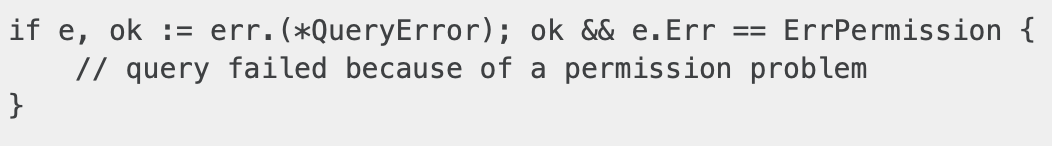 if e, ok := err.(*QueryError); ok && e.Err == ErrPermission {
    // query failed because of a permission problem
}